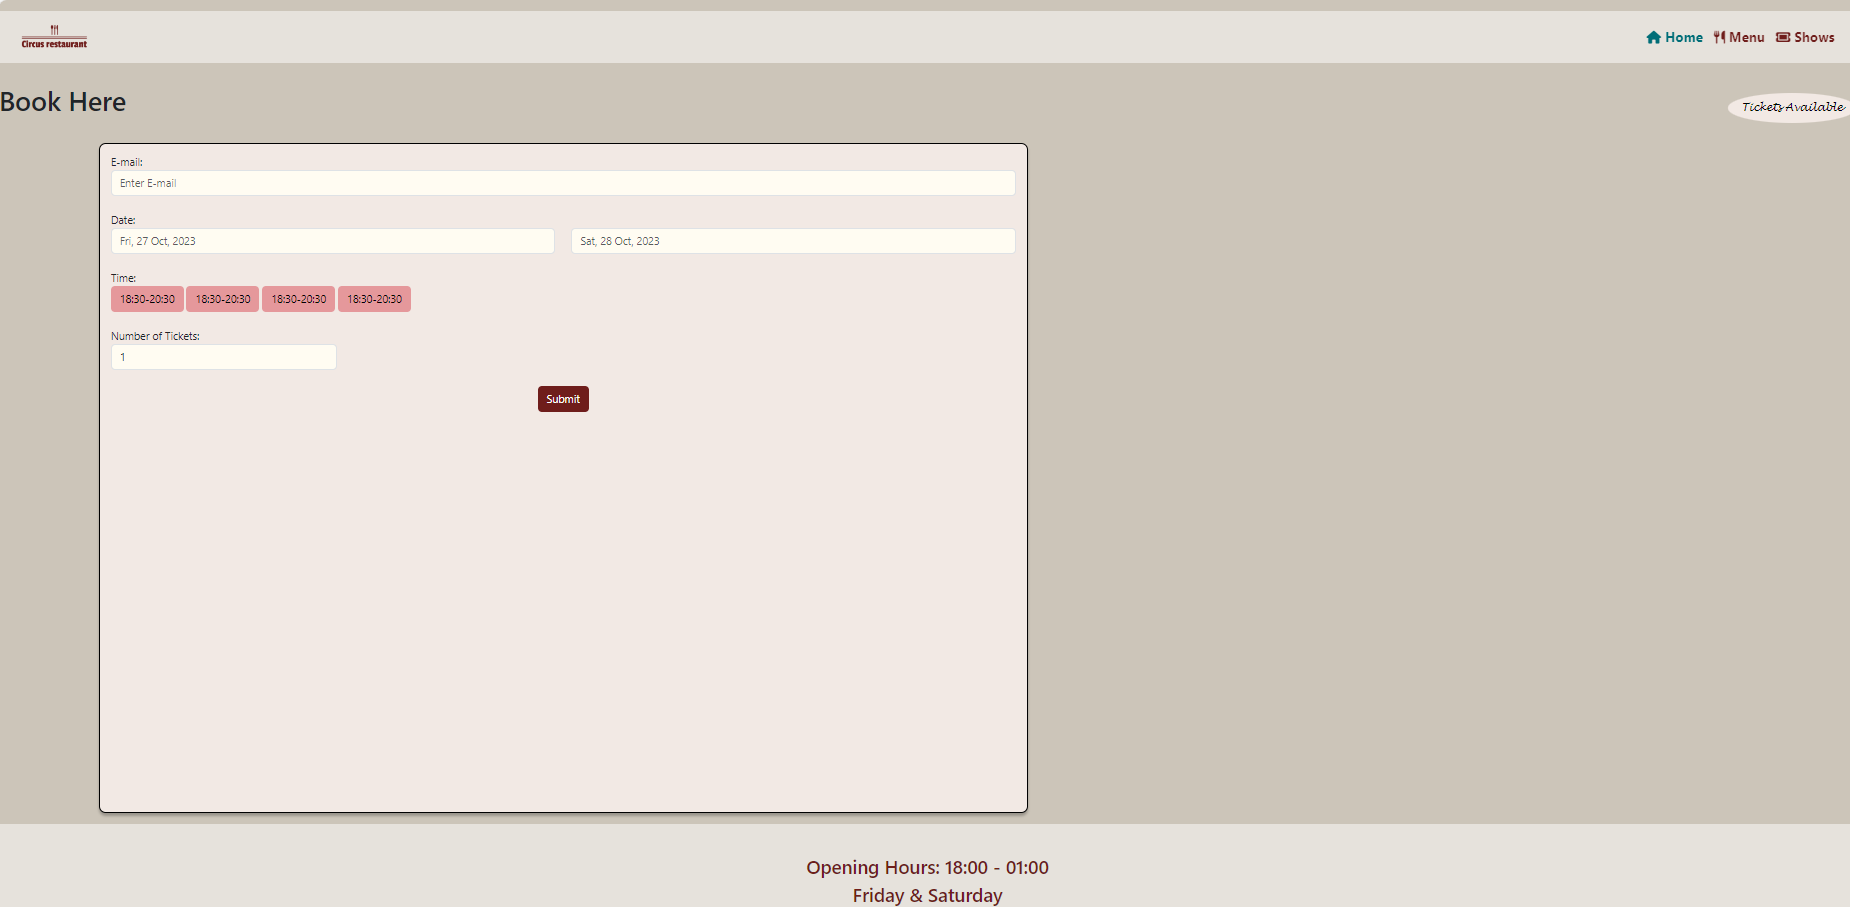 Circus restaurant
Home Menu Shows
Book Here
Tickets Available
E-mail:
Enter E-mail
Date:
Fri, 27 Oct, 2023 Sat, 28 Oct, 2023
Time:
18:30-20:30 18:30-20:30 18:30-20:30 18:30-20:30
Number of Tickets:
1
Submit
Opening Hours: 18:00 - 01:00
Friday & Saturday